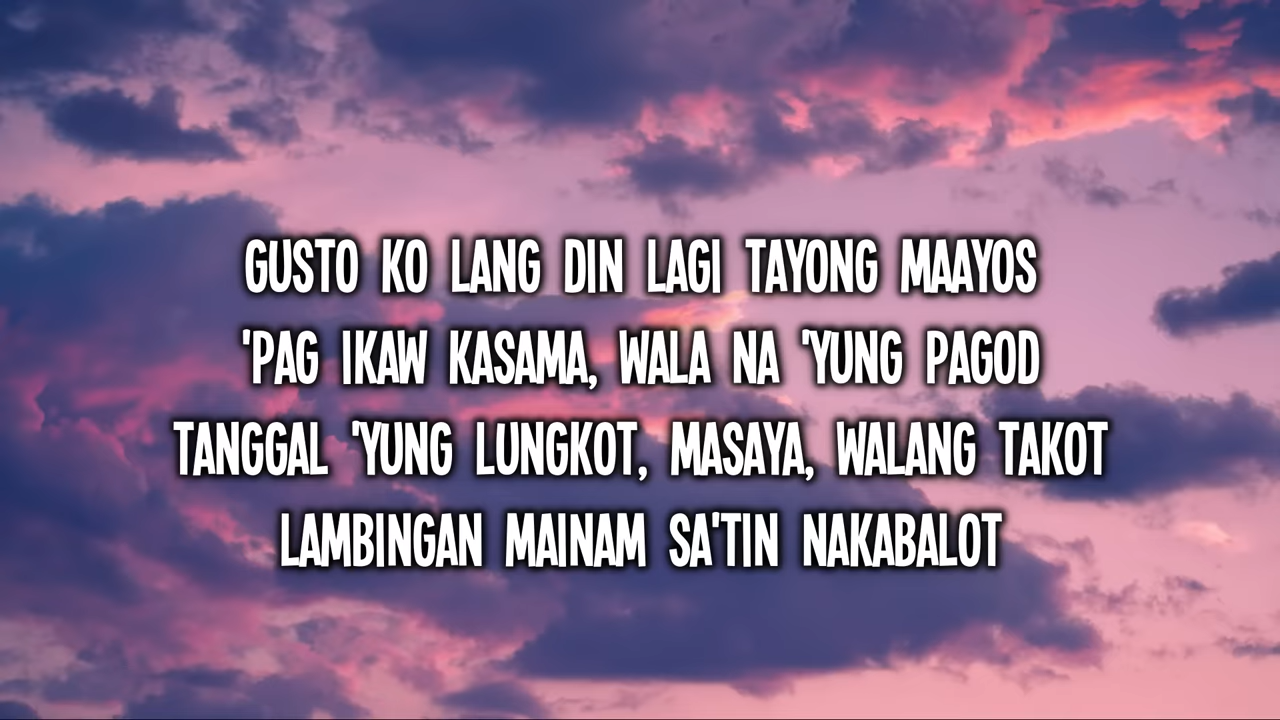 GUSTO KO LANG DIN LAGI TAYONG MAAYOS
'PAG IKAW KASAMA, WALA NA 'YUNG PAGOD
TANGGAL 'YUNG LUNGKOT, MASAYA, WALANG TAKOT
LAMBINGAN MAINAM SA'TIN NAKABALOT